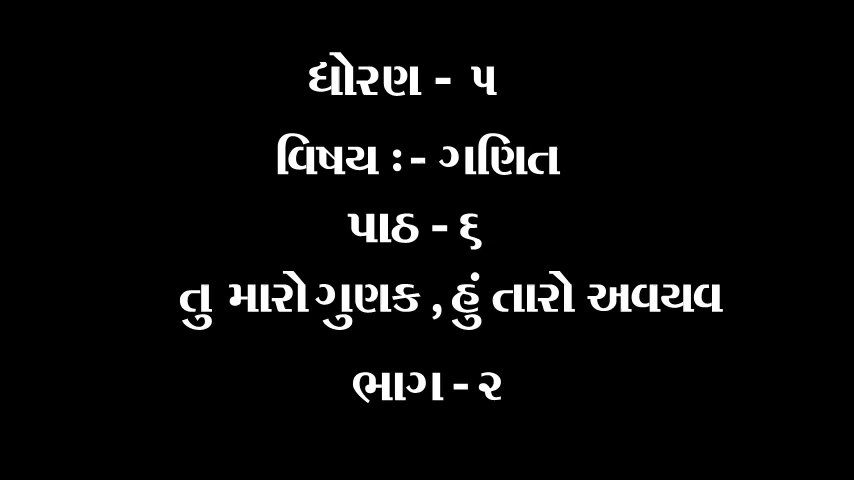 ધોરણ - ૫
વિષય :- ગણિત
પાઠ - ૬
તુ મારો ગુણક , હું તારો અવયવ
ભાગ - ૨